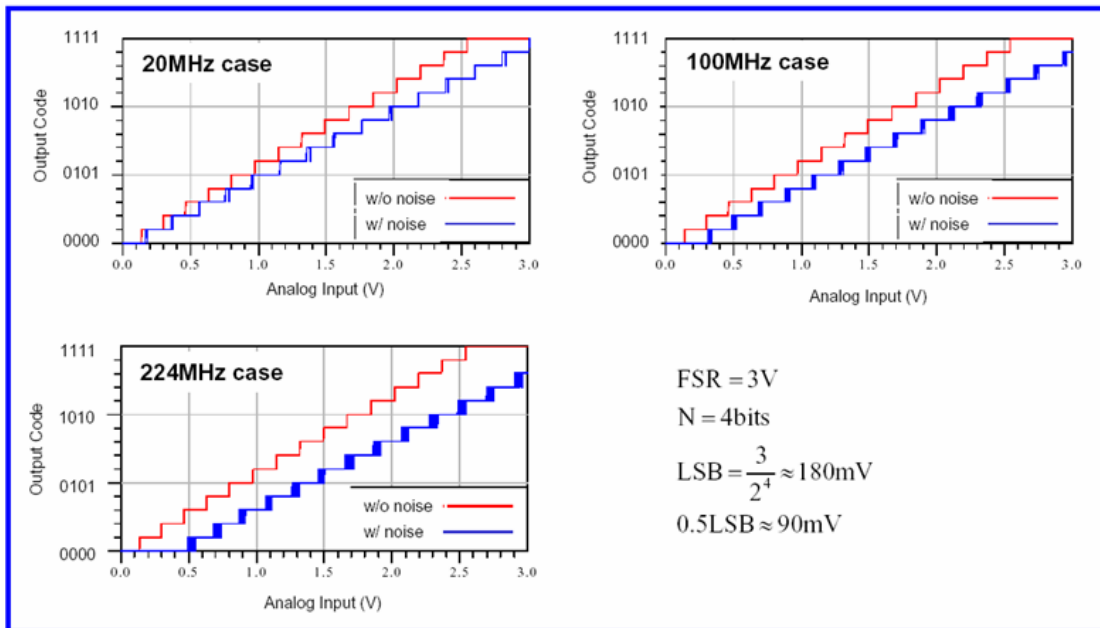 1111
1010
0101
0000
Output Code
20MHz case
w/o noise
w/ noise
0.0 0.5 1.0 1.5 2.0 2.5 3.0
Analog Input (V)
1111
1010
0101
0000
Output Code
100MHz case
w/o noise
w/ noise
0.0 0.5 1.0 1.5 2.0 2.5 3.0
Analog Input (V)
1111
1010
0101
0000
Output Code
224MHz case
w/o noise
w/ noise
0.0 0.5 1.0 1.5 2.0 2.5 3.0
Analog Input (V)
FSR = 3V
N = 4bits
LSB = 3/2⁴ ≈ 180mV
0.5LSB ≈ 90mV